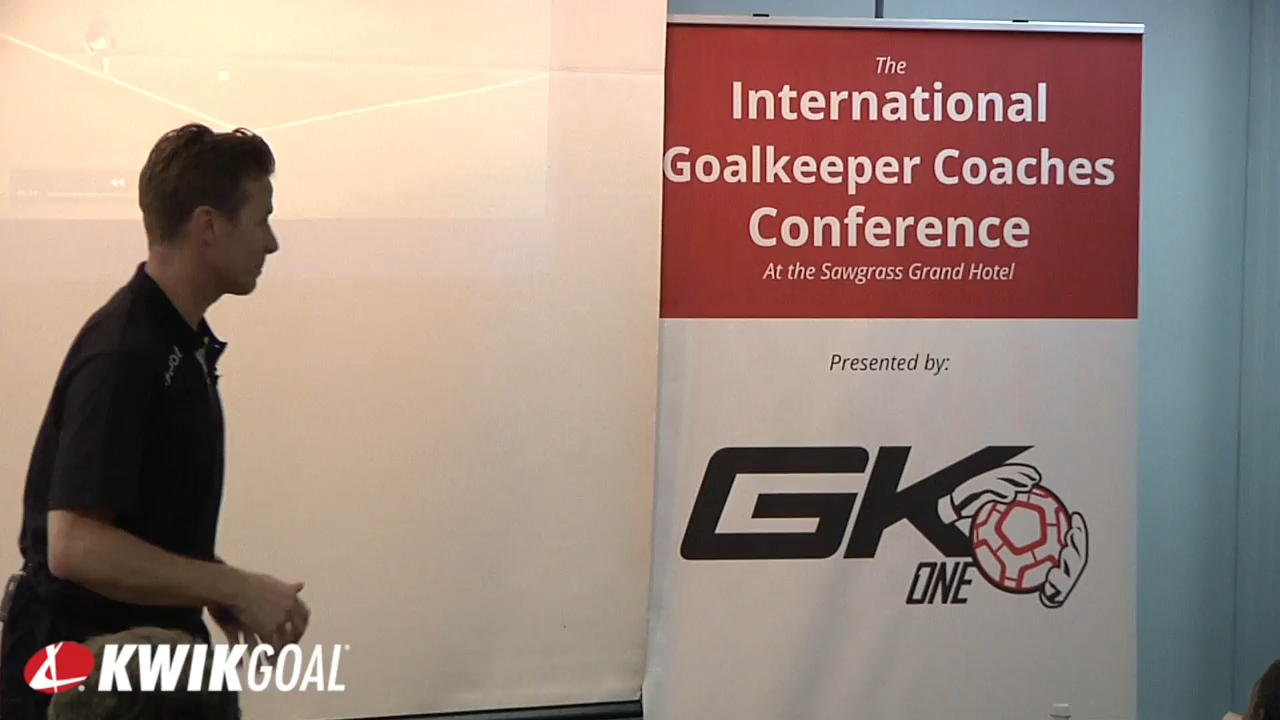 The
International
Goalkeeper Coaches
Conference
At the Sawgrass Grand Hotel
Presented by:
GK
ONE
KWIKGOAL®